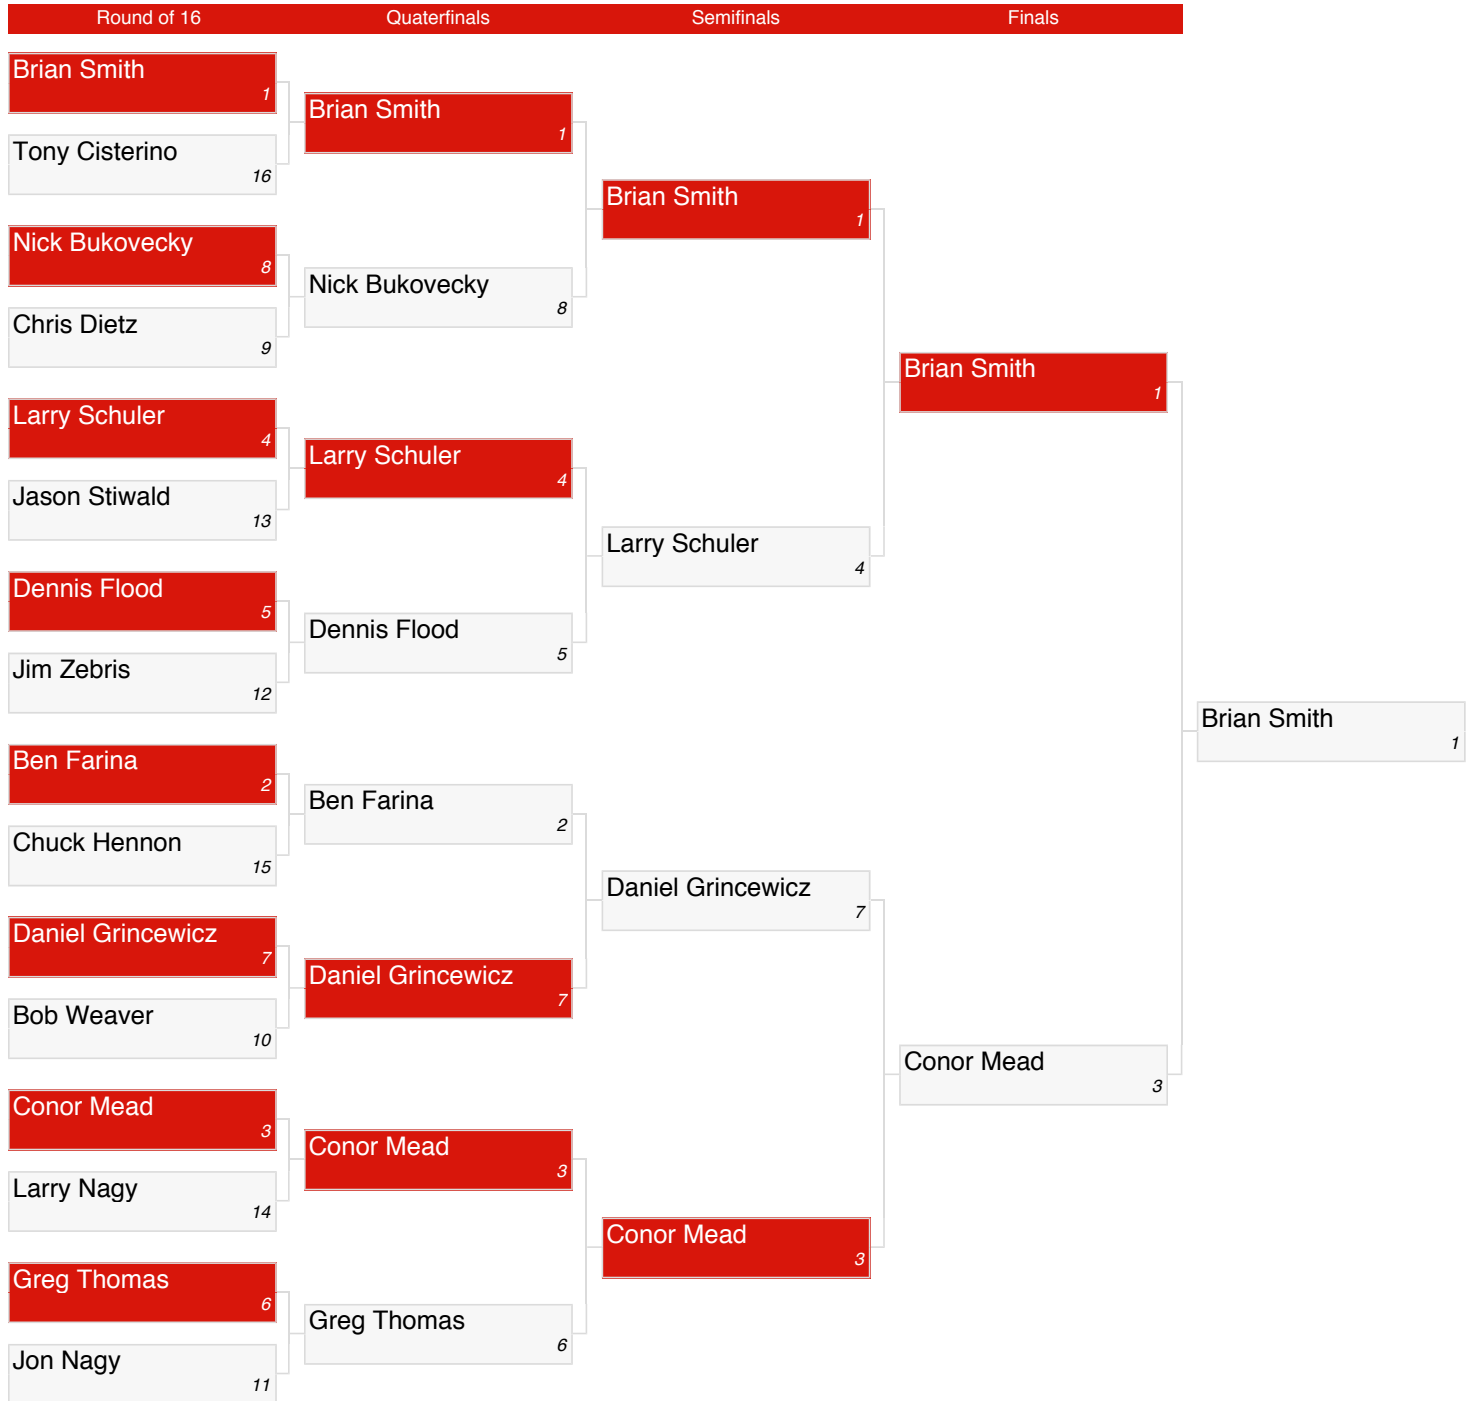 Round of 16
Quaterfinals
Semifinals
Finals
Brian Smith
1
Tony Cisterino
16
Nick Bukovecky
8
Chris Dietz
9
Larry Schuler
4
Jason Stiwald
13
Dennis Flood
5
Jim Zebris
12
Ben Farina
2
Chuck Hennon
15
Daniel Grincewicz
7
Bob Weaver
10
Conor Mead
3
Larry Nagy
14
Greg Thomas
6
Jon Nagy
11
Brian Smith
1
Nick Bukovecky
8
Larry Schuler
4
Dennis Flood
5
Ben Farina
2
Daniel Grincewicz
7
Conor Mead
3
Greg Thomas
6
Brian Smith
1
Larry Schuler
4
Daniel Grincewicz
7
Conor Mead
3
Brian Smith
1
Conor Mead
3
Brian Smith
1